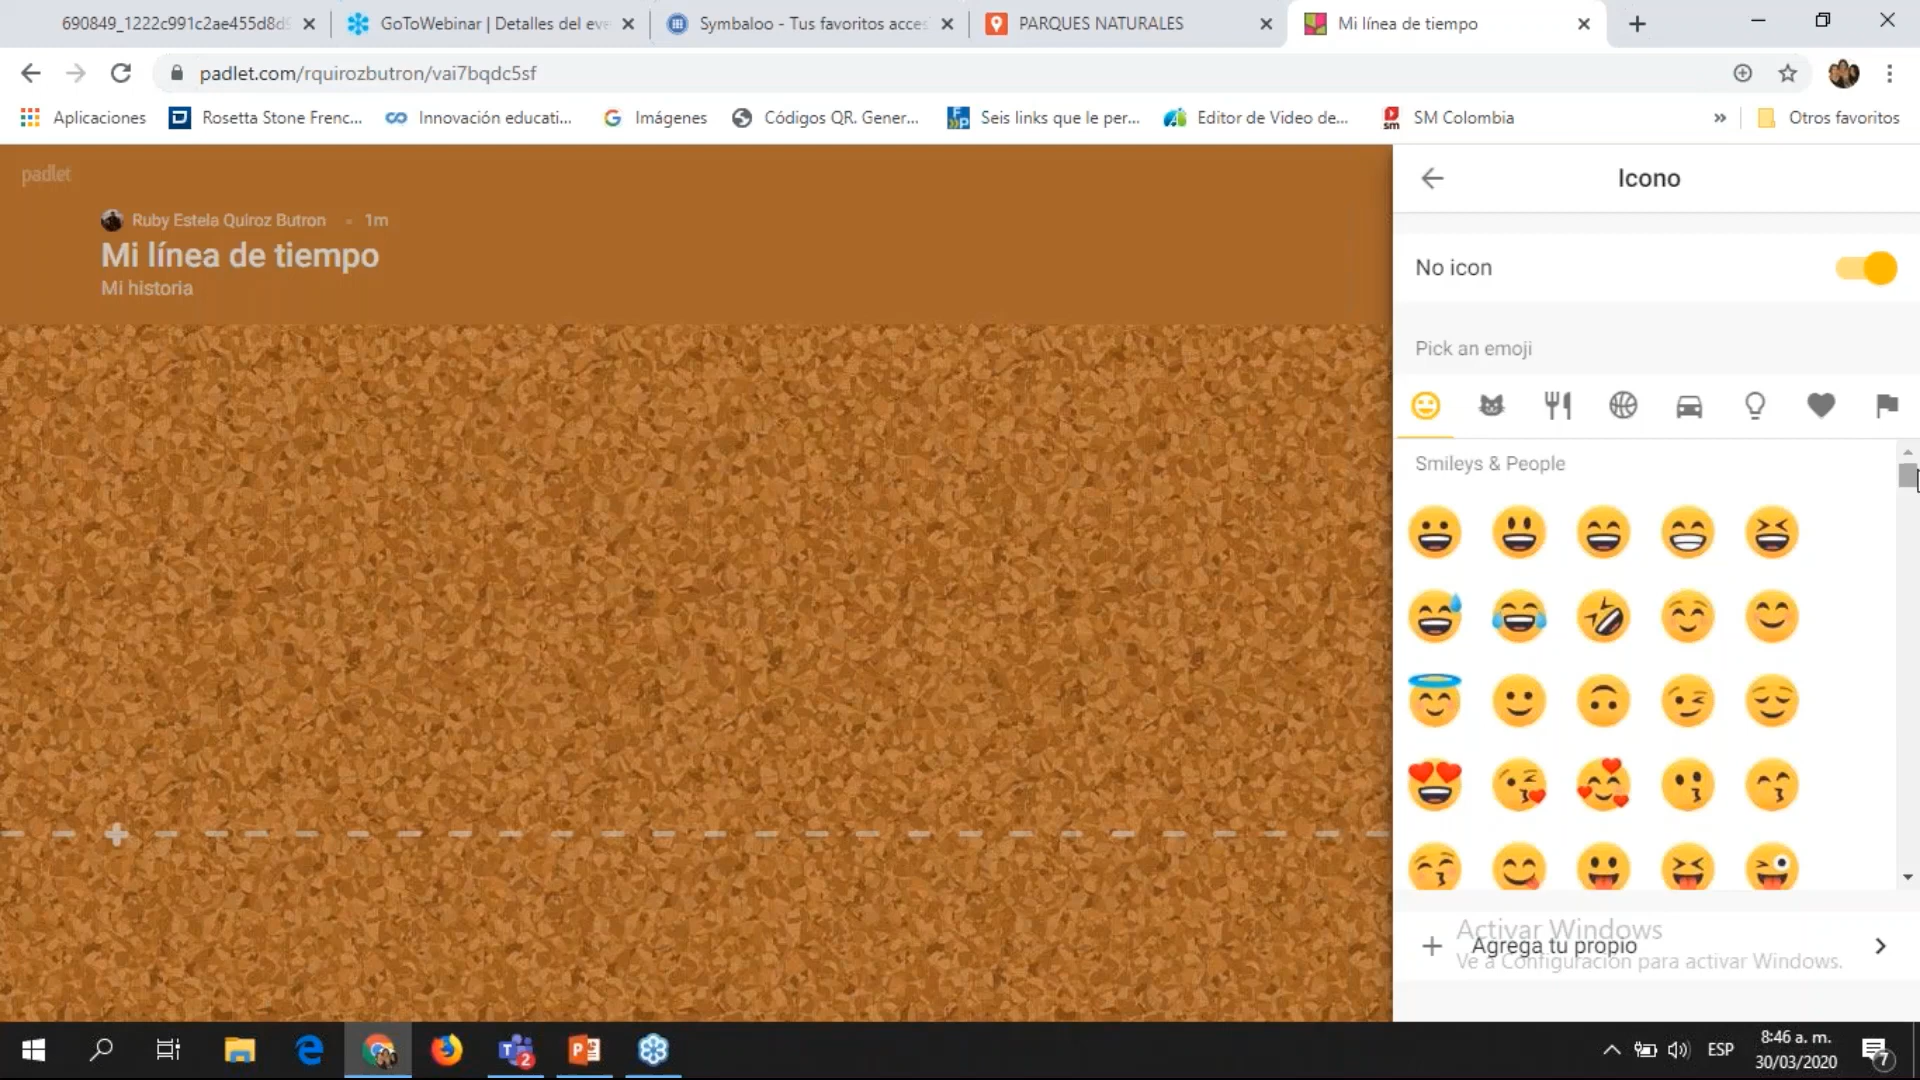 690849_1222c991c2ae455d8d
GoToWebinar | Detalles del eve
Symbaloo - Tus favoritos acces
PARQUES NATURALES
Mi línea de tiempo
padlet.com/rquirozbutron/vai7bqdc5sf
Aplicaciones
Rosetta Stone Frenc...
Innovación educati...
Imágenes
Códigos QR. Gener...
Seis links que le per...
Editor de Video de...
SM Colombia
Otros favoritos
padlet
Ruby Estela Quiroz Butron 1m
Mi línea de tiempo
Mi historia
Icono
No icon
Pick an emoji
Smileys & People
Agrega tu propio
Activar Windows
Ve a Configuración para activar Windows.
ESP
8:46 a. m.
30/03/2020
2
7